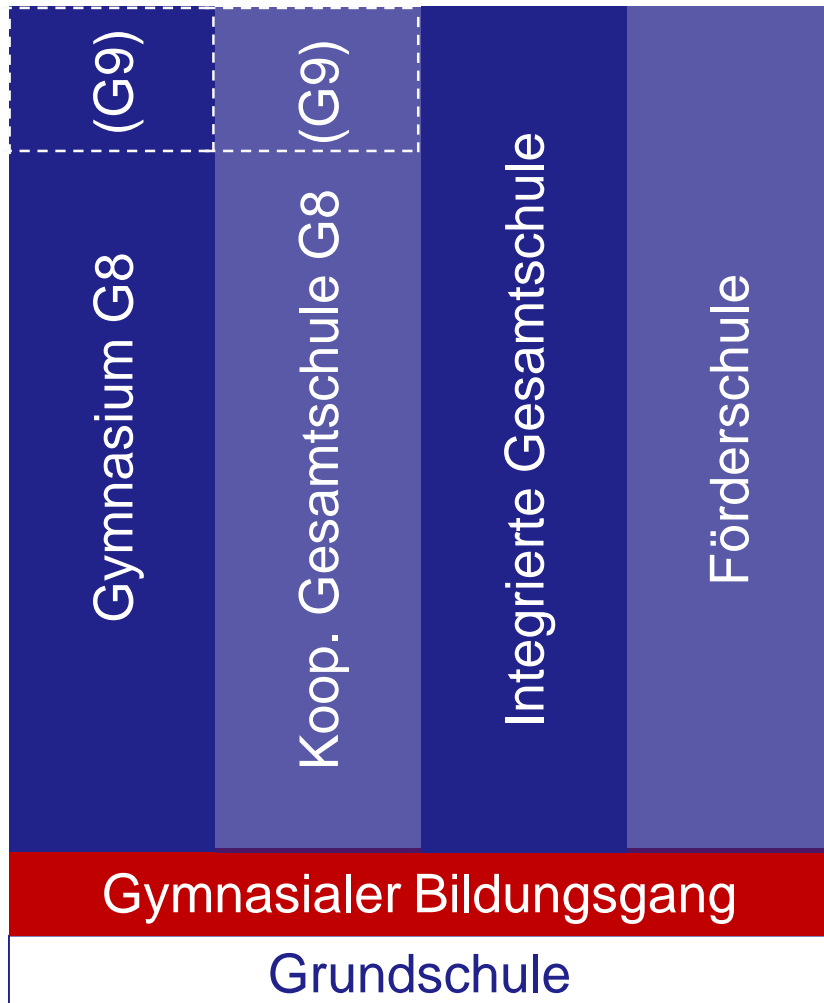 (G9)
Gymnasium G8
(G9)
Koop. Gesamtschule G8
Integrierte Gesamtschule
Förderschule
Gymnasialer Bildungsgang
Grundschule